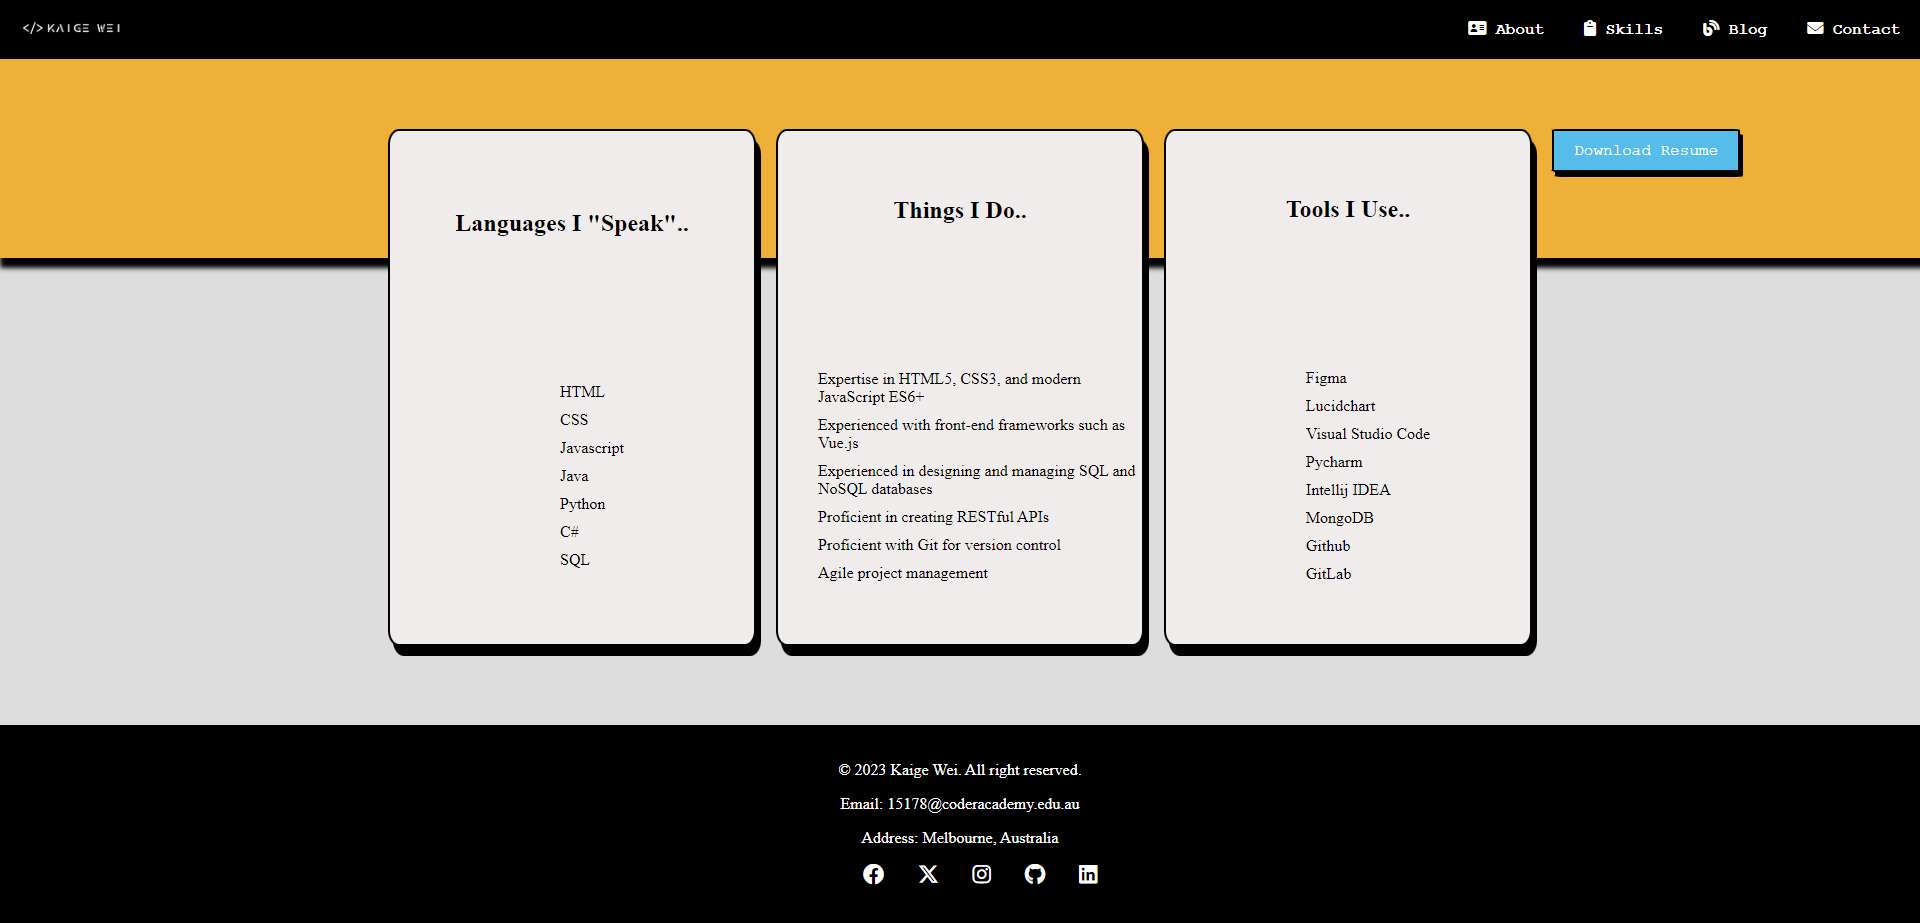 </> KAIGE WEI
About
Skills
Blog
Contact
Download Resume
Languages I "Speak"..
HTML
CSS
Javascript
Java
Python
C#
SQL
Things I Do..
Expertise in HTML5, CSS3, and modern
JavaScript ES6+
Experienced with front-end frameworks such as
Vue.js
Experienced in designing and managing SQL and
NoSQL databases
Proficient in creating RESTful APIs
Proficient with Git for version control
Agile project management
Tools I Use..
Figma
Lucidchart
Visual Studio Code
Pycharm
Intellij IDEA
MongoDB
Github
GitLab
© 2023 Kaige Wei. All right reserved.
Email: 15178@coderacademy.edu.au
Address: Melbourne, Australia